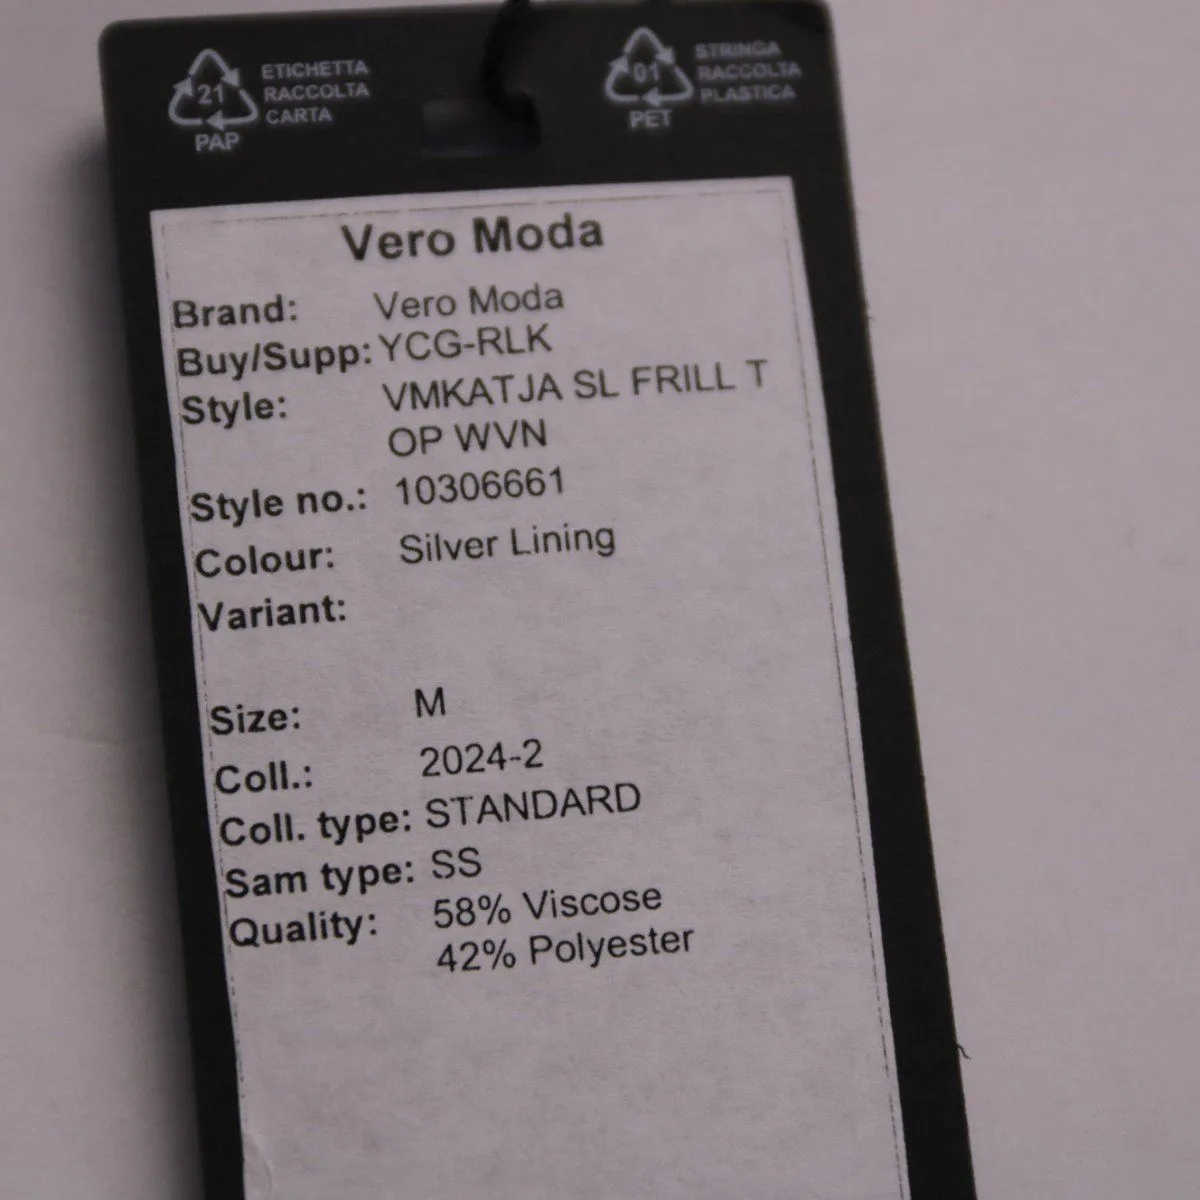 21
PAP
ETICHETTA
RACCOLTA
CARTA
01
PET
STRINGA
RACCOLTA
PLASTICA
Vero Moda
Brand: Vero Moda
Buy/Supp: YCG-RLK
Style: VMKATJA SL FRILL T
OP WVN
Style no.: 10306661
Colour: Silver Lining
Variant:
Size: M
Coll.: 2024-2
Coll. type: STANDARD
Sam type: SS
Quality: 58% Viscose
42% Polyester